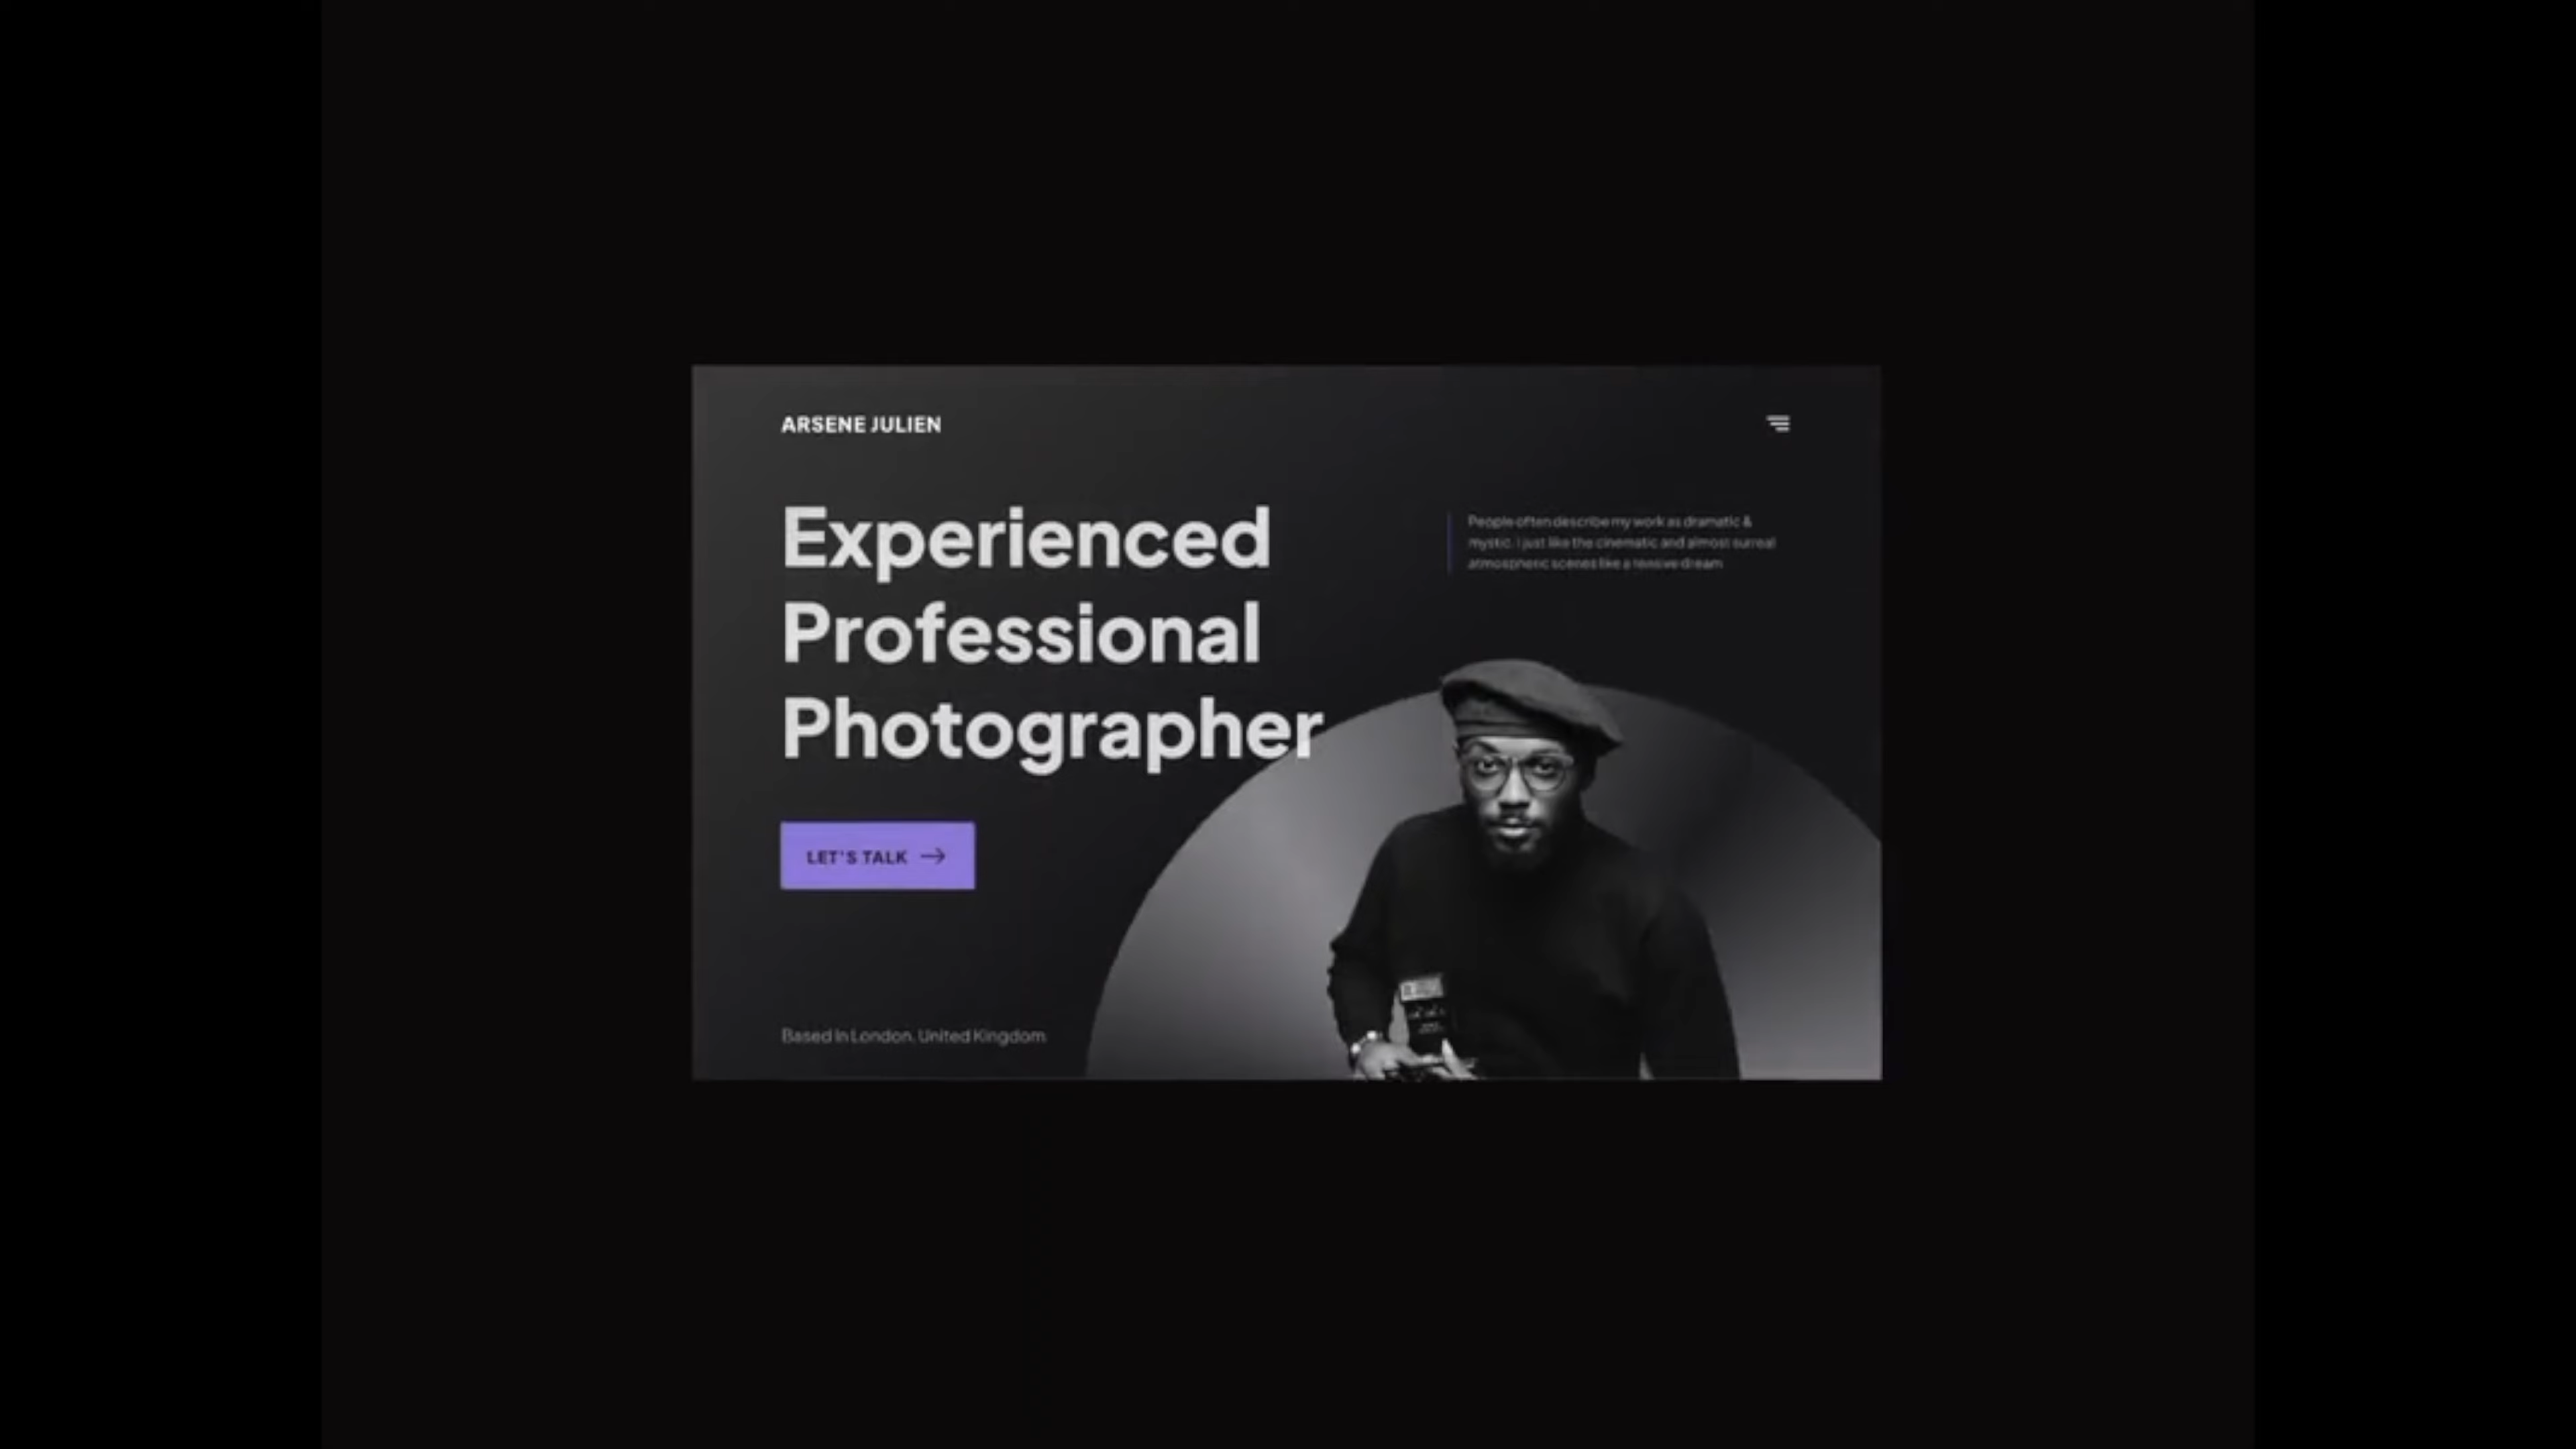 ARSENE JULIEN
Experienced
Professional
Photographer
People often describe my work as dramatic &
mystic. I just like the cinematic and almost surreal
atmospheric scenes like a dream
LET'S TALK
Based in London, United Kingdom